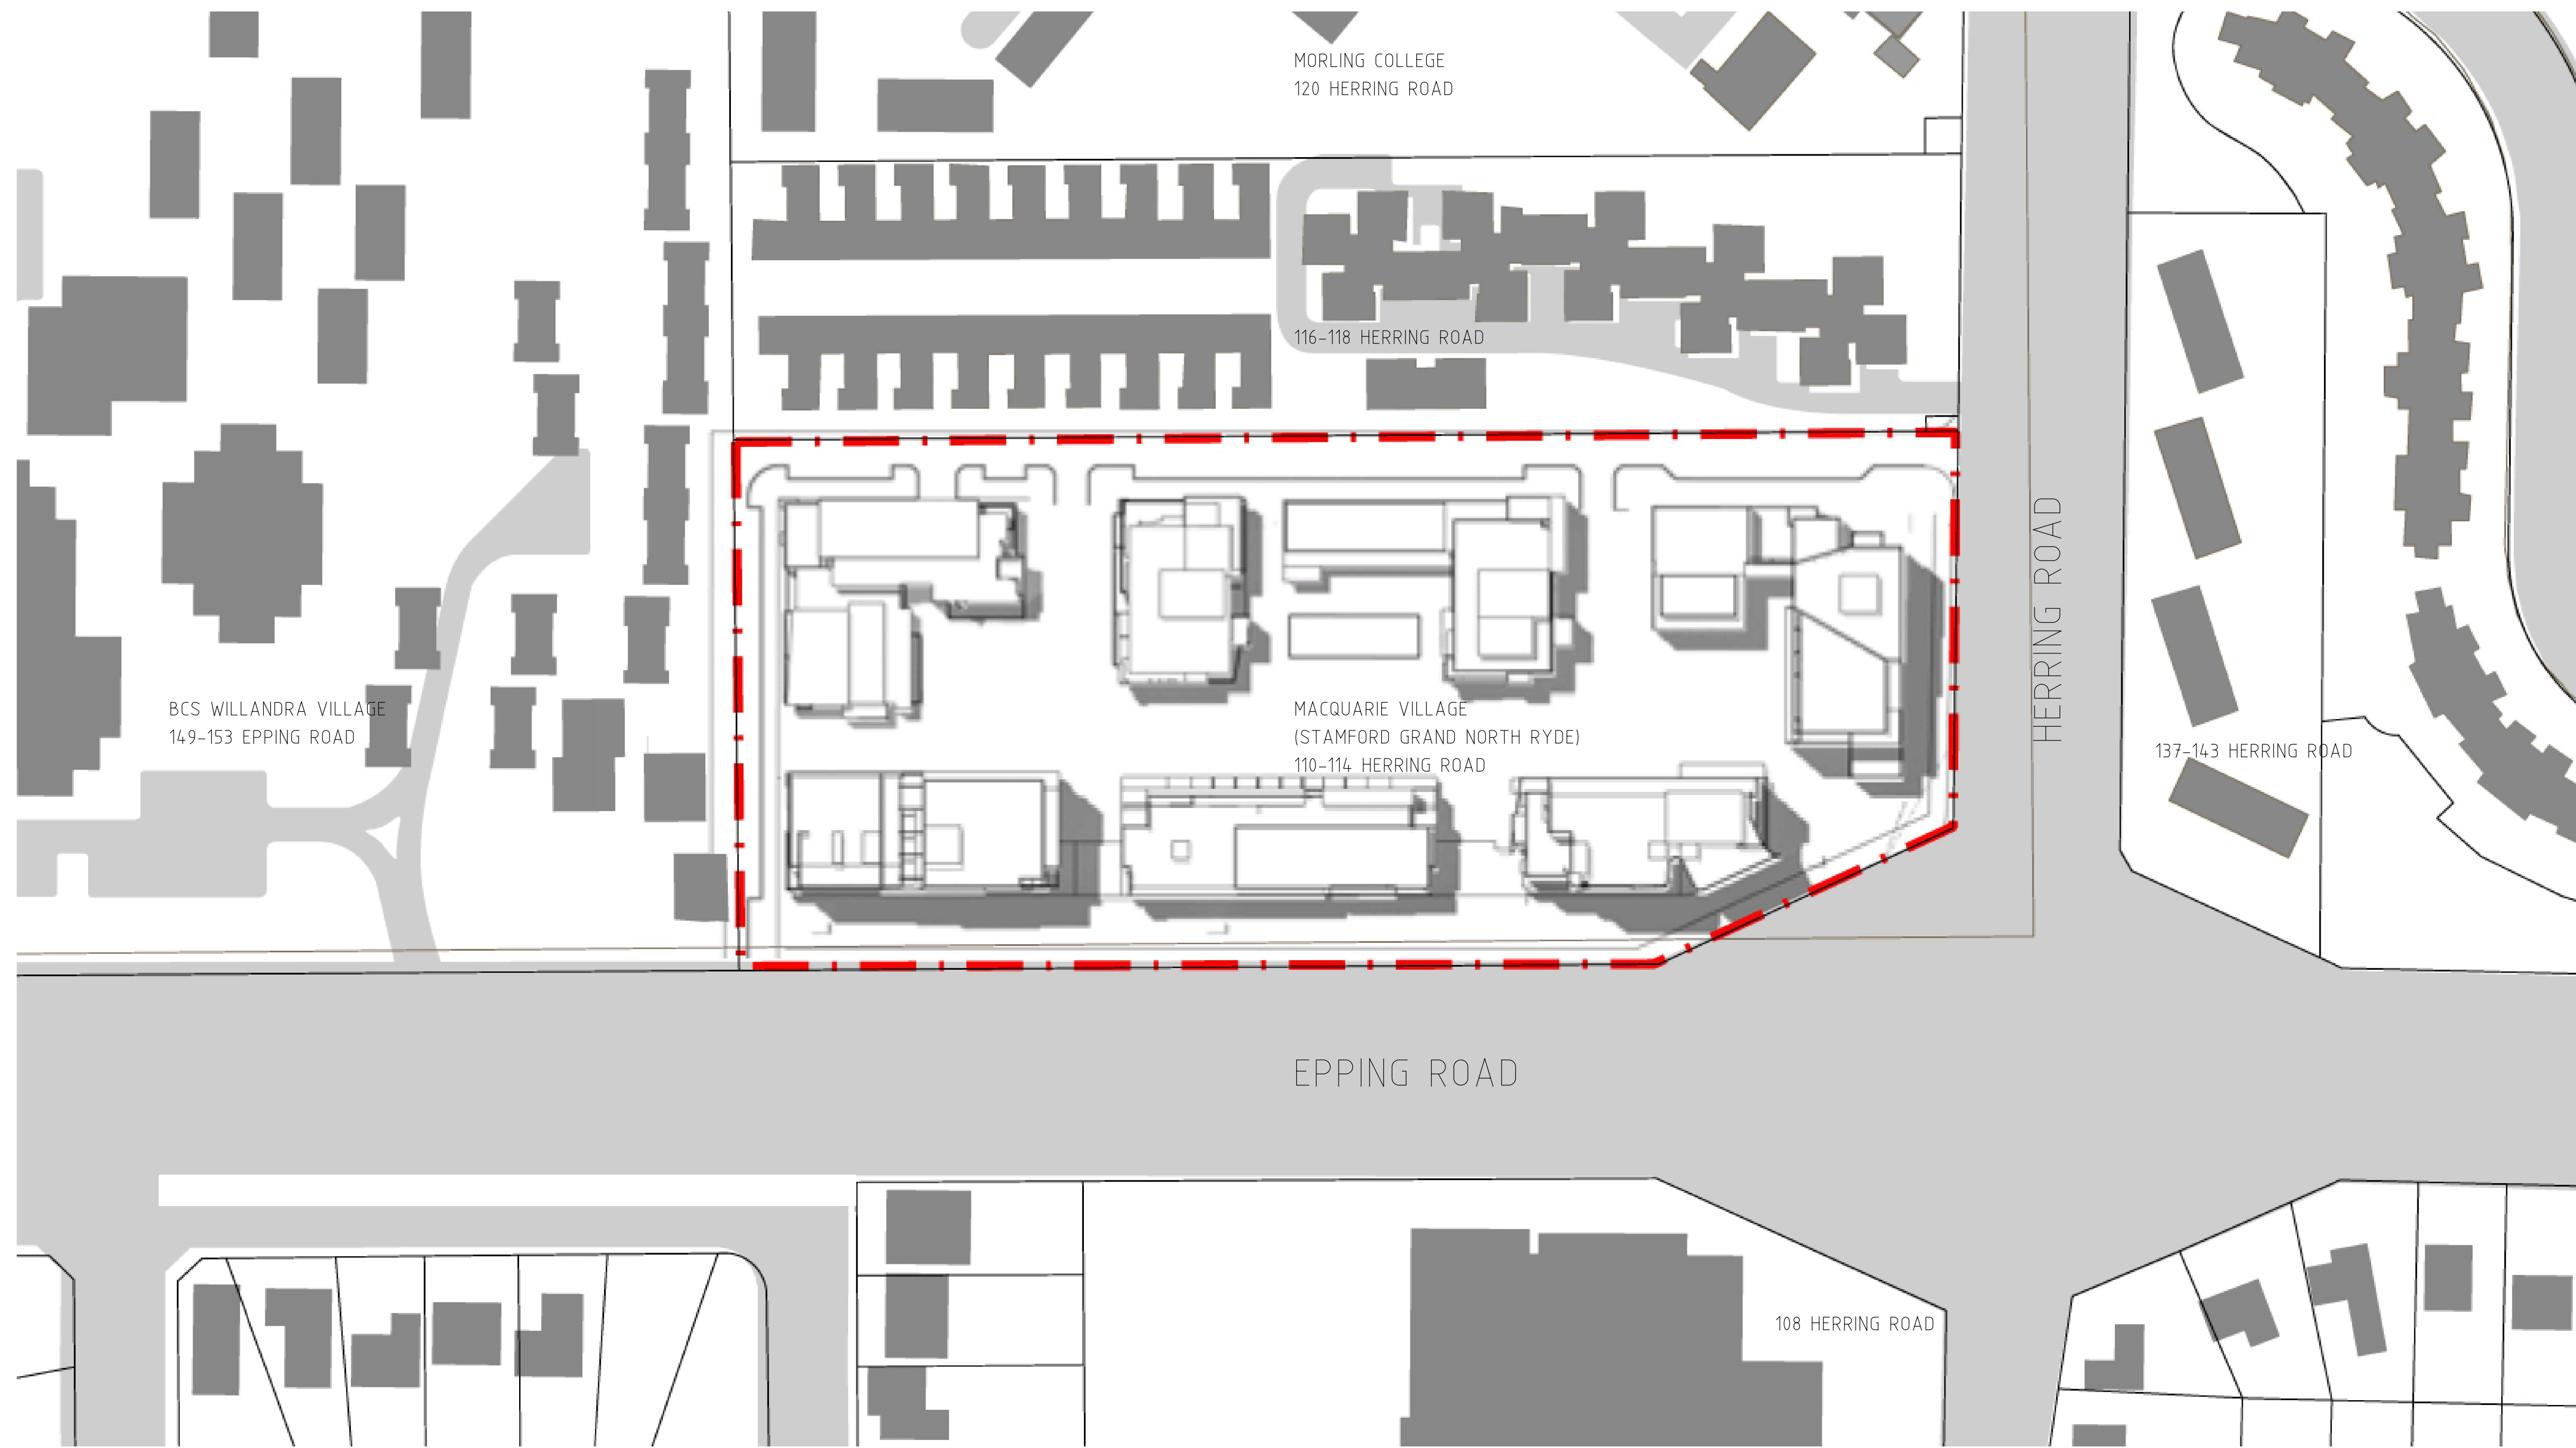 MORLING COLLEGE
120 HERRING ROAD
116-118 HERRING ROAD
HERRING ROAD
BCS WILLANDRA VILLAGE
149-153 EPPING ROAD
MACQUARIE VILLAGE
(STAMFORD GRAND NORTH RYDE)
110-114 HERRING ROAD
137-143 HERRING ROAD
EPPING ROAD
108 HERRING ROAD